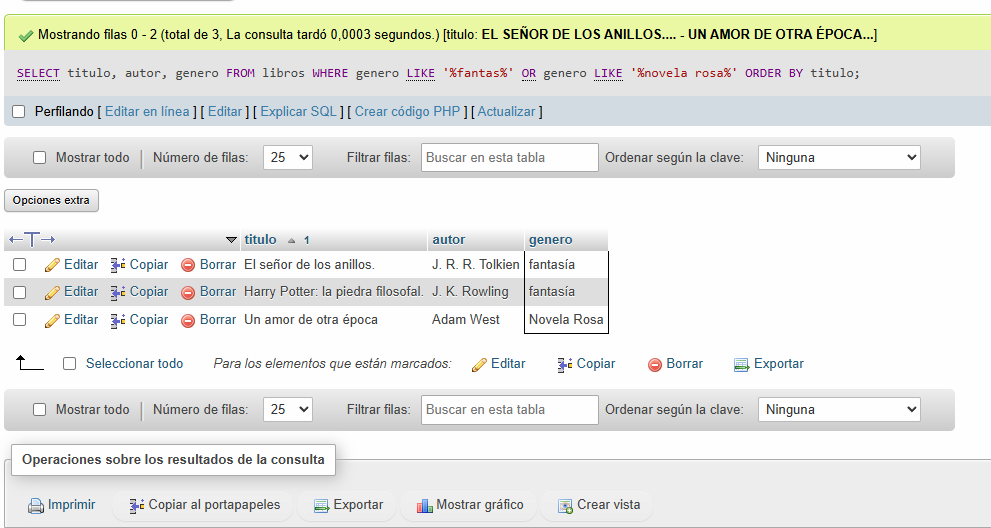 Mostrando filas 0 - 2 (total de 3, La consulta tardó 0,0003 segundos.) [titulo: EL SEÑOR DE LOS ANILLOS.... - UN AMOR DE OTRA ÉPOCA...]
SELECT titulo, autor, genero FROM libros WHERE genero LIKE '%fantas%' OR genero LIKE '%novela rosa%' ORDER BY titulo;
Perfilando [ Editar en línea ] [ Editar ] [ Explicar SQL ] [ Crear código PHP ] [ Actualizar ]
Mostrar todo | Número de filas: 25 Filtrar filas: Buscar en esta tabla Ordenar según la clave: Ninguna
Opciones extra
←T→ titulo 1 autor genero
Editar Copiar Borrar El señor de los anillos. J. R. R. Tolkien fantasía
Editar Copiar Borrar Harry Potter: la piedra filosofal. J. K. Rowling fantasía
Editar Copiar Borrar Un amor de otra época Adam West Novela Rosa
Seleccionar todo Para los elementos que están marcados: Editar Copiar Borrar Exportar
Mostrar todo | Número de filas: 25 Filtrar filas: Buscar en esta tabla Ordenar según la clave: Ninguna
Operaciones sobre los resultados de la consulta
Imprimir Copiar al portapapeles Exportar Mostrar gráfico Crear vista